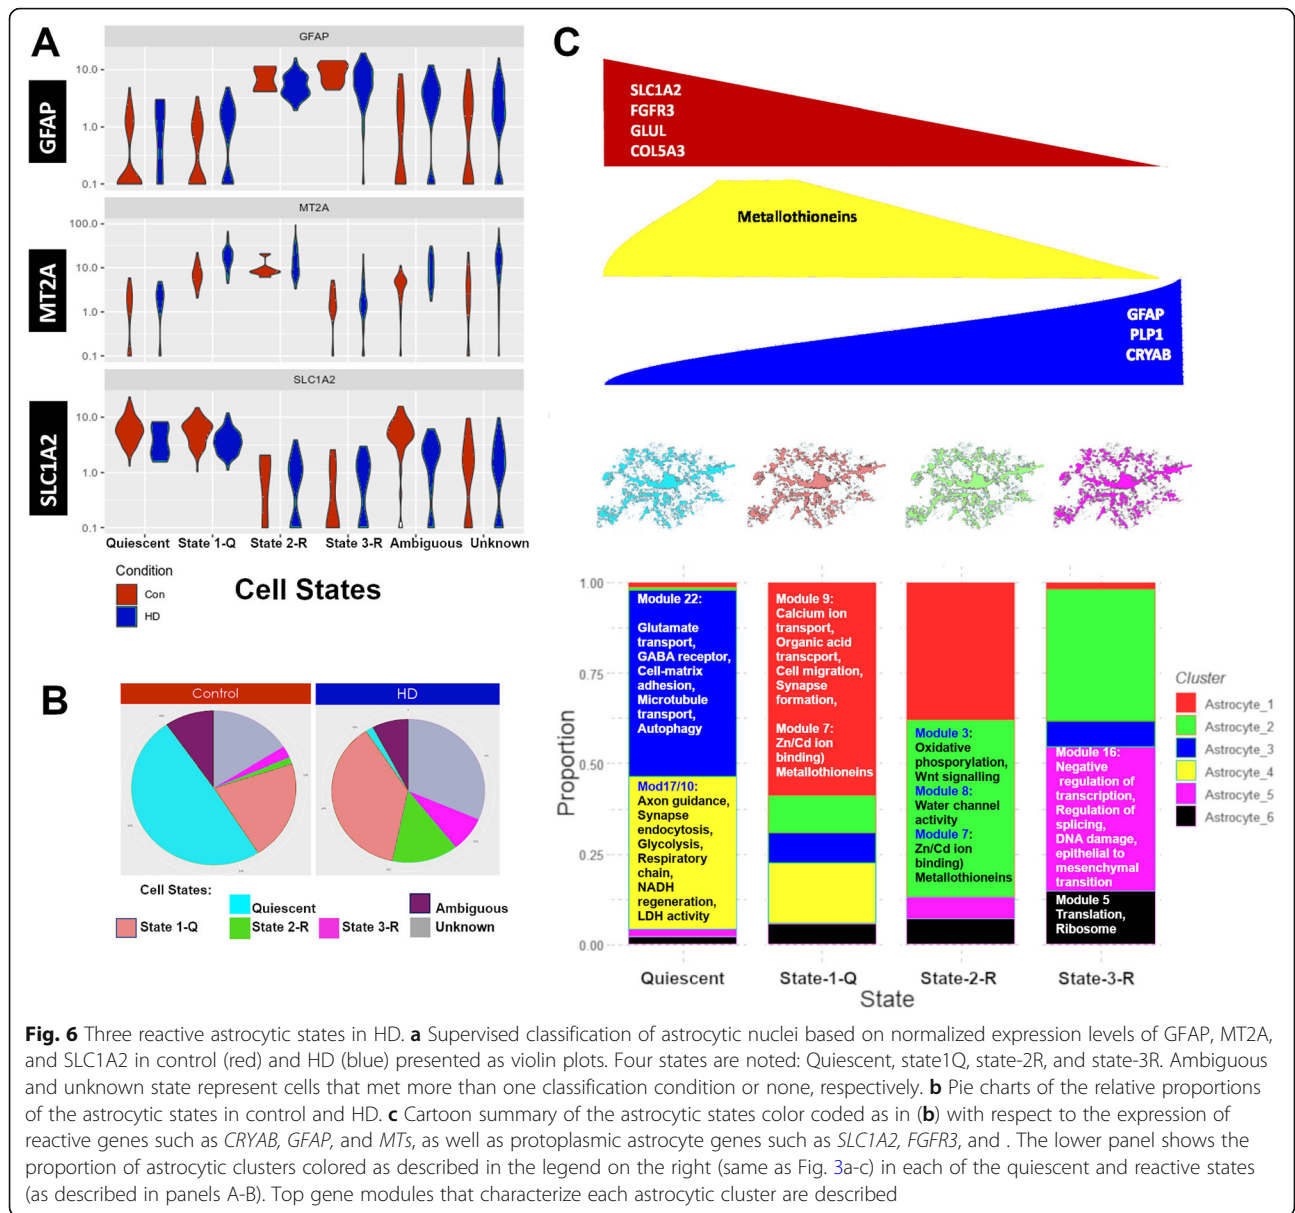 A
GFAP
GFAP
10.0
1.0
0.1
MT2A
MT2A
100.0
10.0
1.0
0.1
SLC1A2
SLC1A2
10.0
1.0
0.1
Quiescent State 1-Q State 2-R State 3-R Ambiguous Unknown
Condition
Con
HD
Cell States
B
Control
HD
Cell States:
Quiescent
Ambiguous
State 1-Q
State 2-R
State 3-R
Unknown
C
SLC1A2
FGFR3
GLUL
COL5A3
Metallothioneins
GFAP
PLP1
CRYAB
Proportion
1.00
0.75
0.50
0.25
0.00
Module 22:
Glutamate
transport,
GABA receptor,
Cell-matrix
adhesion,
Microtubule
transport,
Autophagy
Mod17/10:
Axon guidance,
Synapse
endocytosis,
Glycolysis,
Respiratory
chain,
NADH
regeneration,
LDH activity
Module 9:
Calcium ion
transport,
Organic acid
transcport,
Cell migration,
Synapse
formation,
Module 7:
Zn/Cd ion
binding)
Metallothioneins
Module 3:
Oxidative
phosporylation,
Wnt signalling
Module 8:
Water channel
activity
Module 7:
Zn/Cd ion
binding)
Metallothioneins
Module 16:
Negative
regulation of
transcription,
Regulation of
splicing,
DNA damage,
epithelial to
mesenchymal
transition
Module 5
Translation,
Ribosome
Quiescent State-1-Q State-2-R State-3-R
State
Cluster
Astrocyte_1
Astrocyte_2
Astrocyte_3
Astrocyte_4
Astrocyte_5
Astrocyte_6
Fig. 6 Three reactive astrocytic states in HD. a Supervised classification of astrocytic nuclei based on normalized expression levels of GFAP, MT2A,
and SLC1A2 in control (red) and HD (blue) presented as violin plots. Four states are noted: Quiescent, state1Q, state-2R, and state-3R. Ambiguous
and unknown state represent cells that met more than one classification condition or none, respectively. b Pie charts of the relative proportions
of the astrocytic states in control and HD. c Cartoon summary of the astrocytic states color coded as in (b) with respect to the expression of
reactive genes such as CRYAB, GFAP, and MTs, as well as protoplasmic astrocyte genes such as SLC1A2, FGFR3, and . The lower panel shows the
proportion of astrocytic clusters colored as described in the legend on the right (same as Fig. 3a-c) in each of the quiescent and reactive states
(as described in panels A-B). Top gene modules that characterize each astrocytic cluster are described